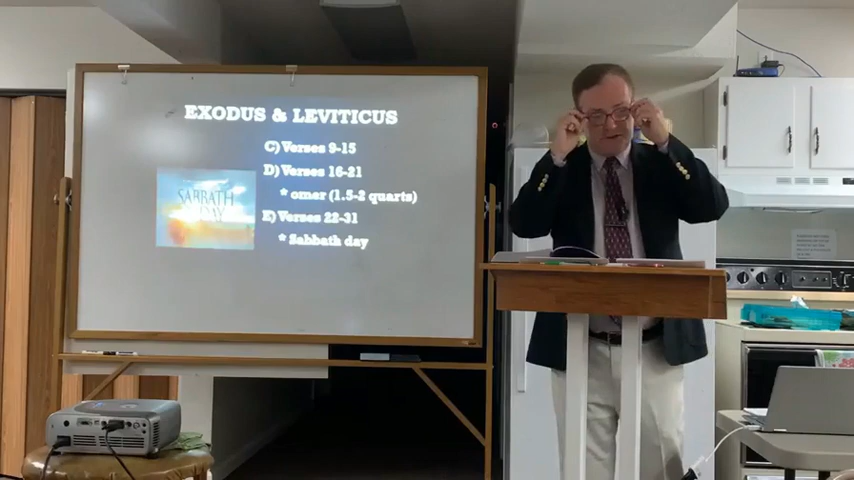 EXODUS & LEVITICUS
C) Verses 9-15
D) Verses 16-21
* omer (1.5-2 quarts)
E) Verses 22-31
* Sabbath day
SABBATH
DAY